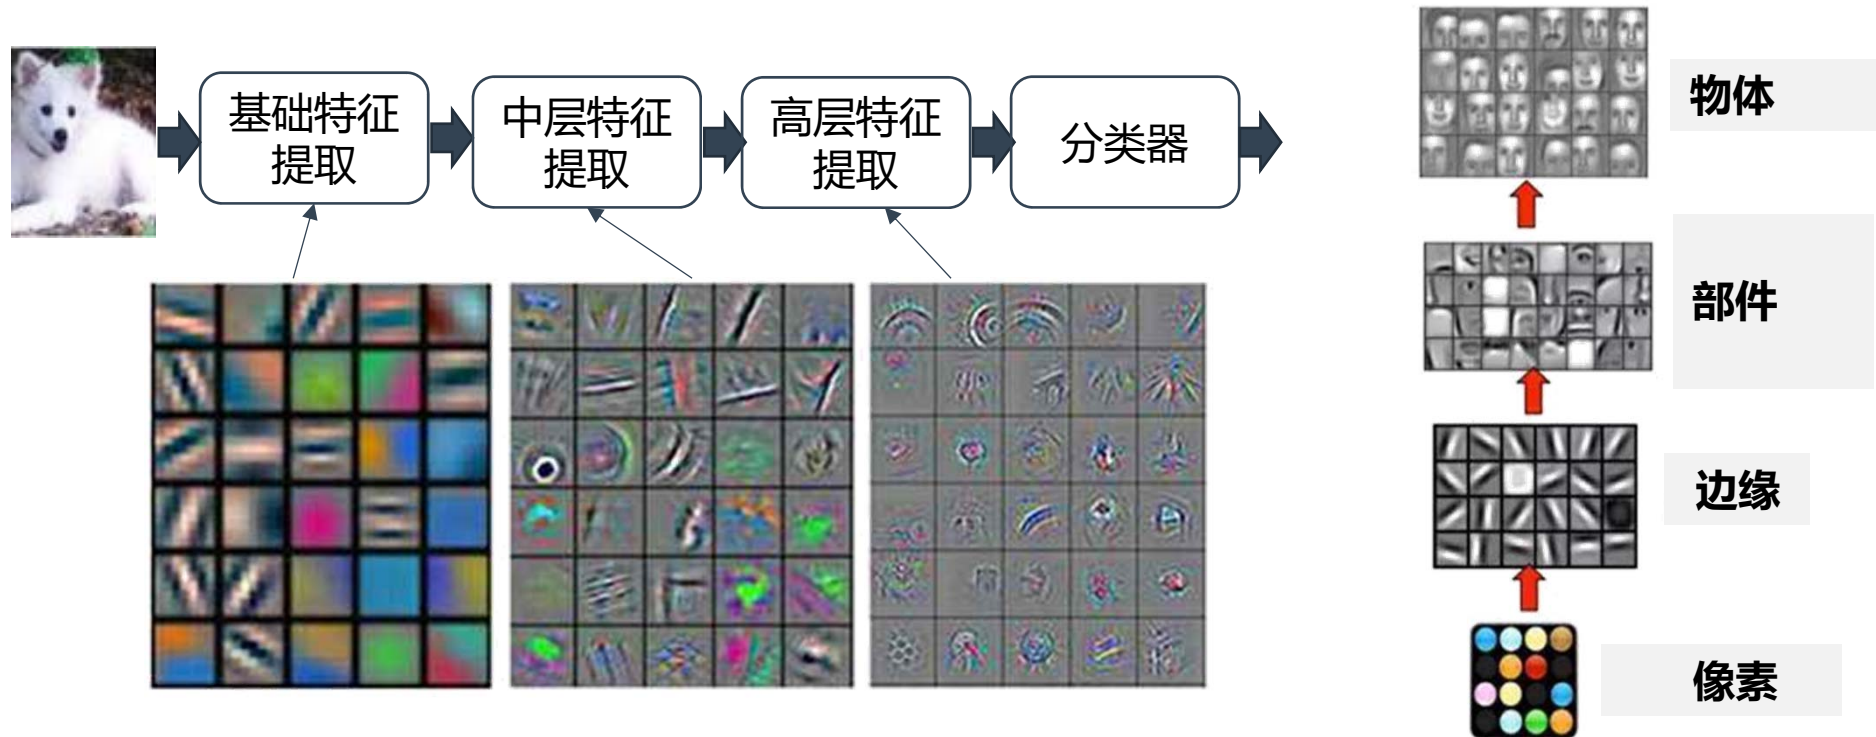 基础特征
提取
中层特征
提取
高层特征
提取
分类器
物体
部件
边缘
像素